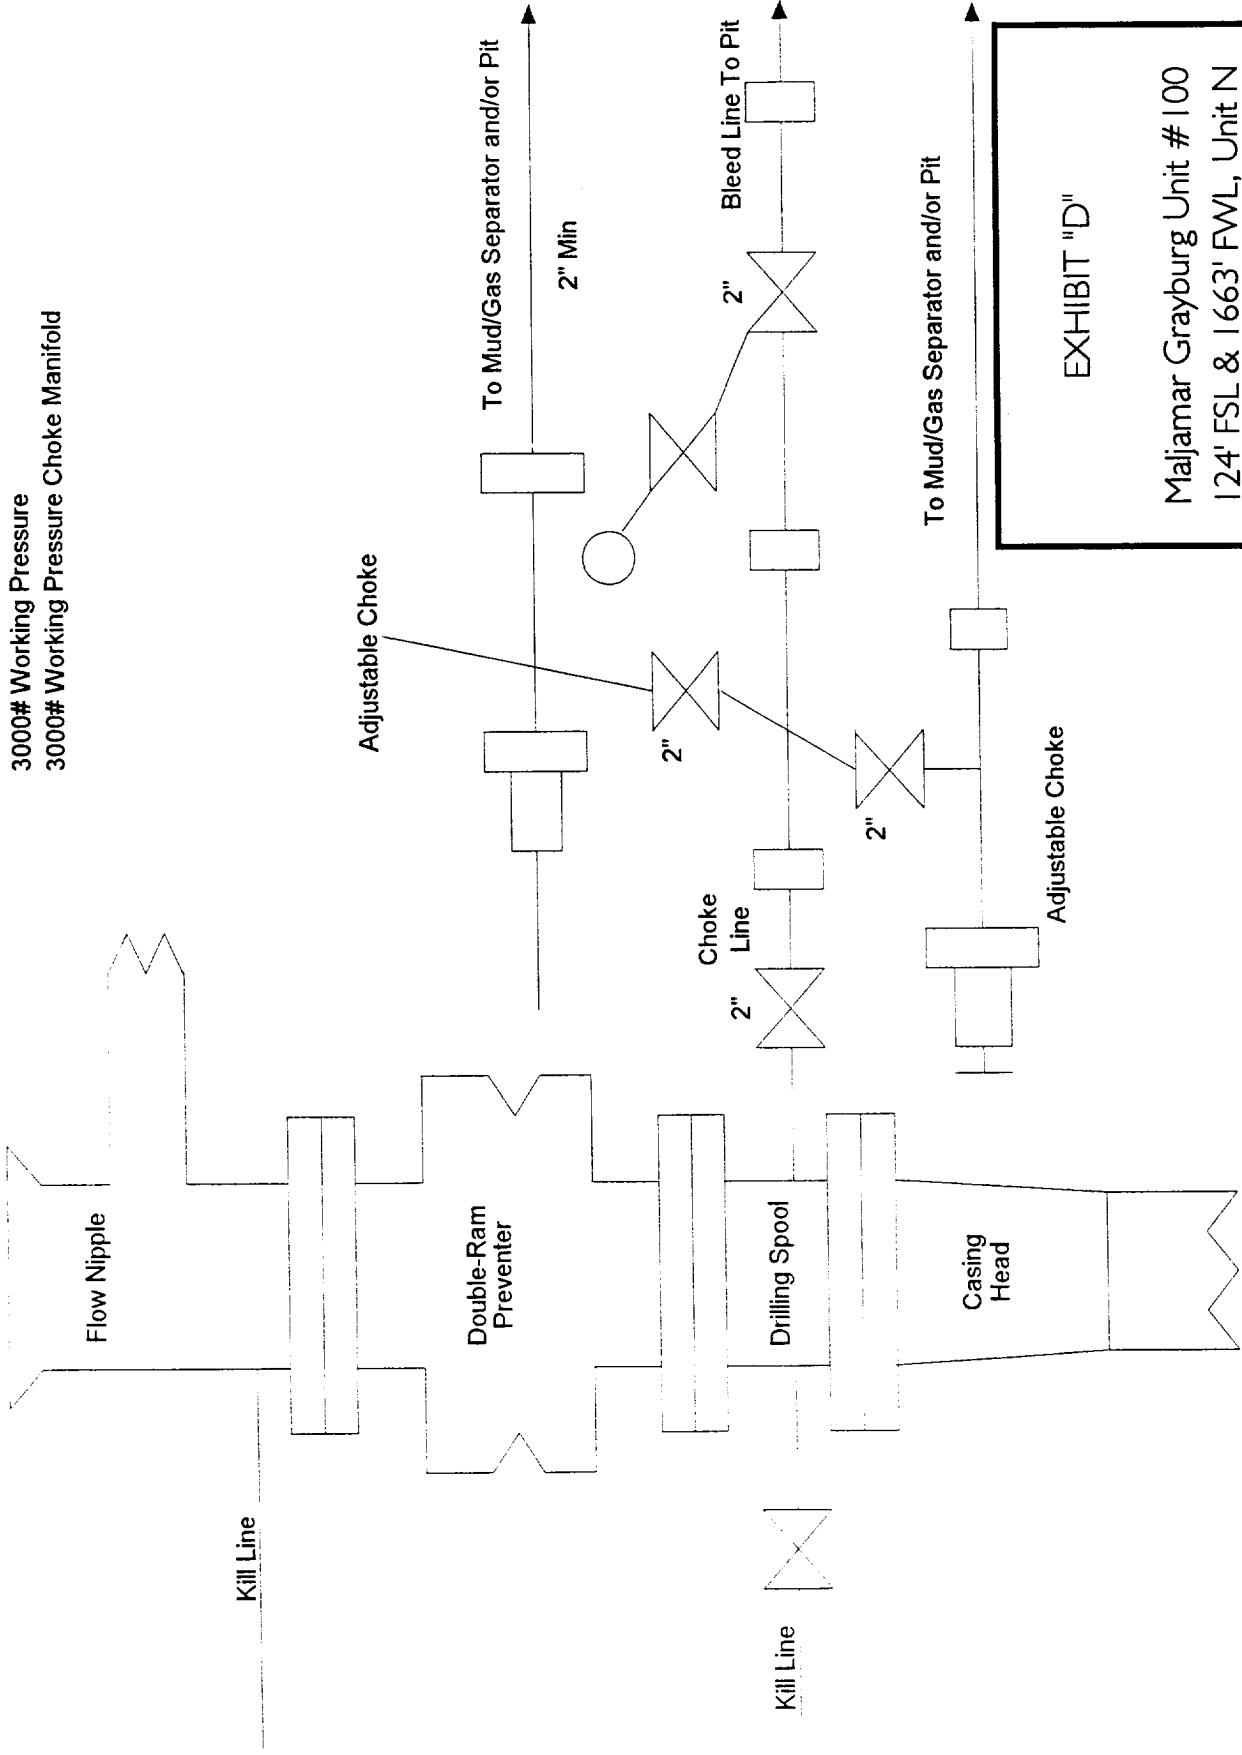 3000# Working Pressure
3000# Working Pressure Choke Manifold
Flow Nipple
Kill Line
Adjustable Choke
To Mud/Gas Separator and/or Pit
2" Min
Double-Ram
Preventer
2"
2"
Bleed Line To Pit
Choke
Line
2"
Drilling Spool
Kill Line
2"
To Mud/Gas Separator and/or Pit
Casing
Head
Adjustable Choke
EXHIBIT "D"
Maljamar Grayburg Unit # 100
124' FSL & 1663' FWL, Unit N